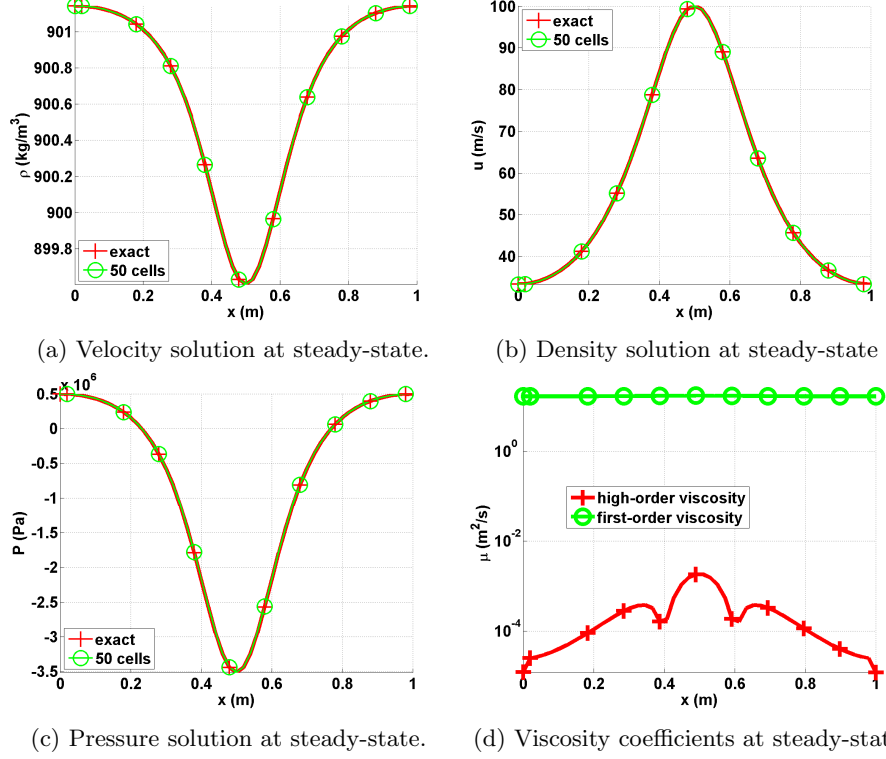 901
900.8
900.6
900.4
900.2
900
899.8
ρ (kg/m³)
exact
50 cells
0
0.2
0.4
0.6
0.8
1
x (m)
(a) Velocity solution at steady-state.
100
90
80
70
60
50
40
u (m/s)
exact
50 cells
0
0.2
0.4
0.6
0.8
1
x (m)
(b) Density solution at steady-state
x 10⁶
0.5
0
-0.5
-1
-1.5
-2
-2.5
-3
-3.5
P (Pa)
exact
50 cells
0
0.2
0.4
0.6
0.8
1
x (m)
(c) Pressure solution at steady-state.
10⁰
10⁻²
10⁻⁴
μ (m²/s)
high-order viscosity
first-order viscosity
0
0.2
0.4
0.6
0.8
1
x (m)
(d) Viscosity coefficients at steady-stat